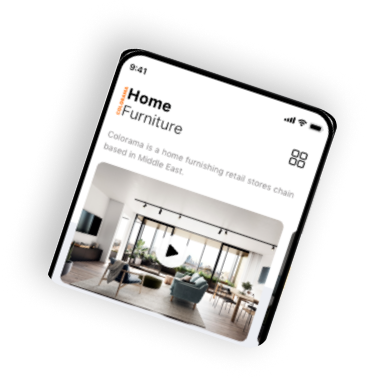 9:41
COLORAMA
Home
Furniture
Colorama is a home furnishing retail stores chain
based in Middle East.